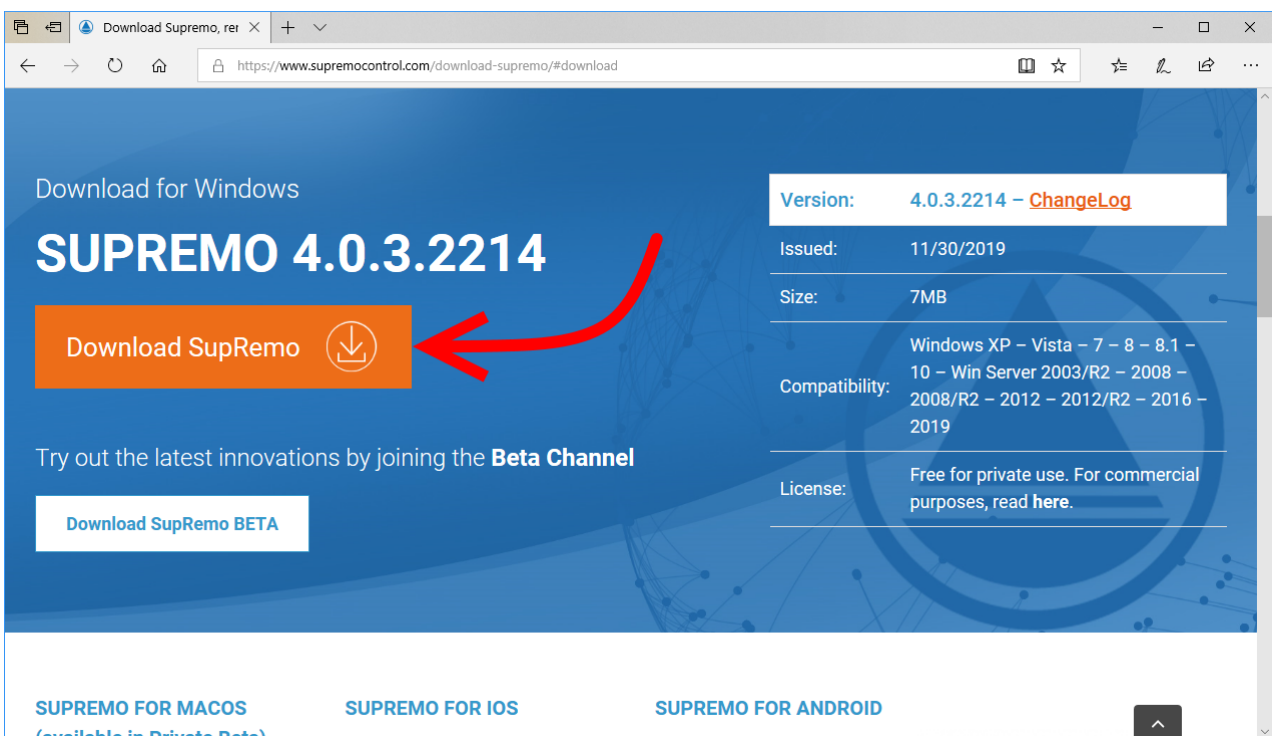 Download Supremo, rer
https://www.supremocontrol.com/download-supremo/#download
Download for Windows
SUPREMO 4.0.3.2214
Download SupRemo
Try out the latest innovations by joining the Beta Channel
Download SupRemo BETA
Version: 4.0.3.2214 – ChangeLog
Issued: 11/30/2019
Size: 7MB
Compatibility: Windows XP – Vista – 7 – 8 – 8.1 –
10 – Win Server 2003/R2 – 2008 –
2008/R2 – 2012 – 2012/R2 – 2016 –
2019
License: Free for private use. For commercial
purposes, read here.
SUPREMO FOR MACOS
(available in Private Beta)
SUPREMO FOR IOS
SUPREMO FOR ANDROID